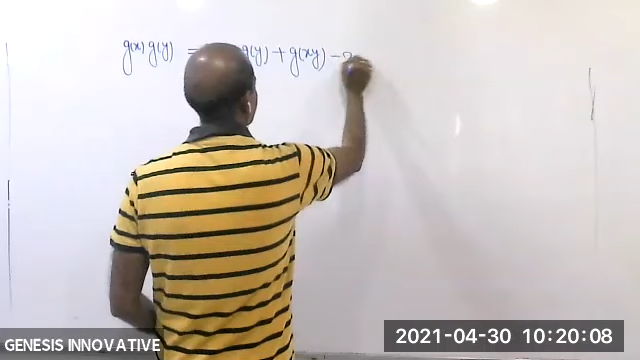 g(x) g(y) = g(y) + g(xy) -
2021-04-30 10:20:08
GENESIS INNOVATIVE